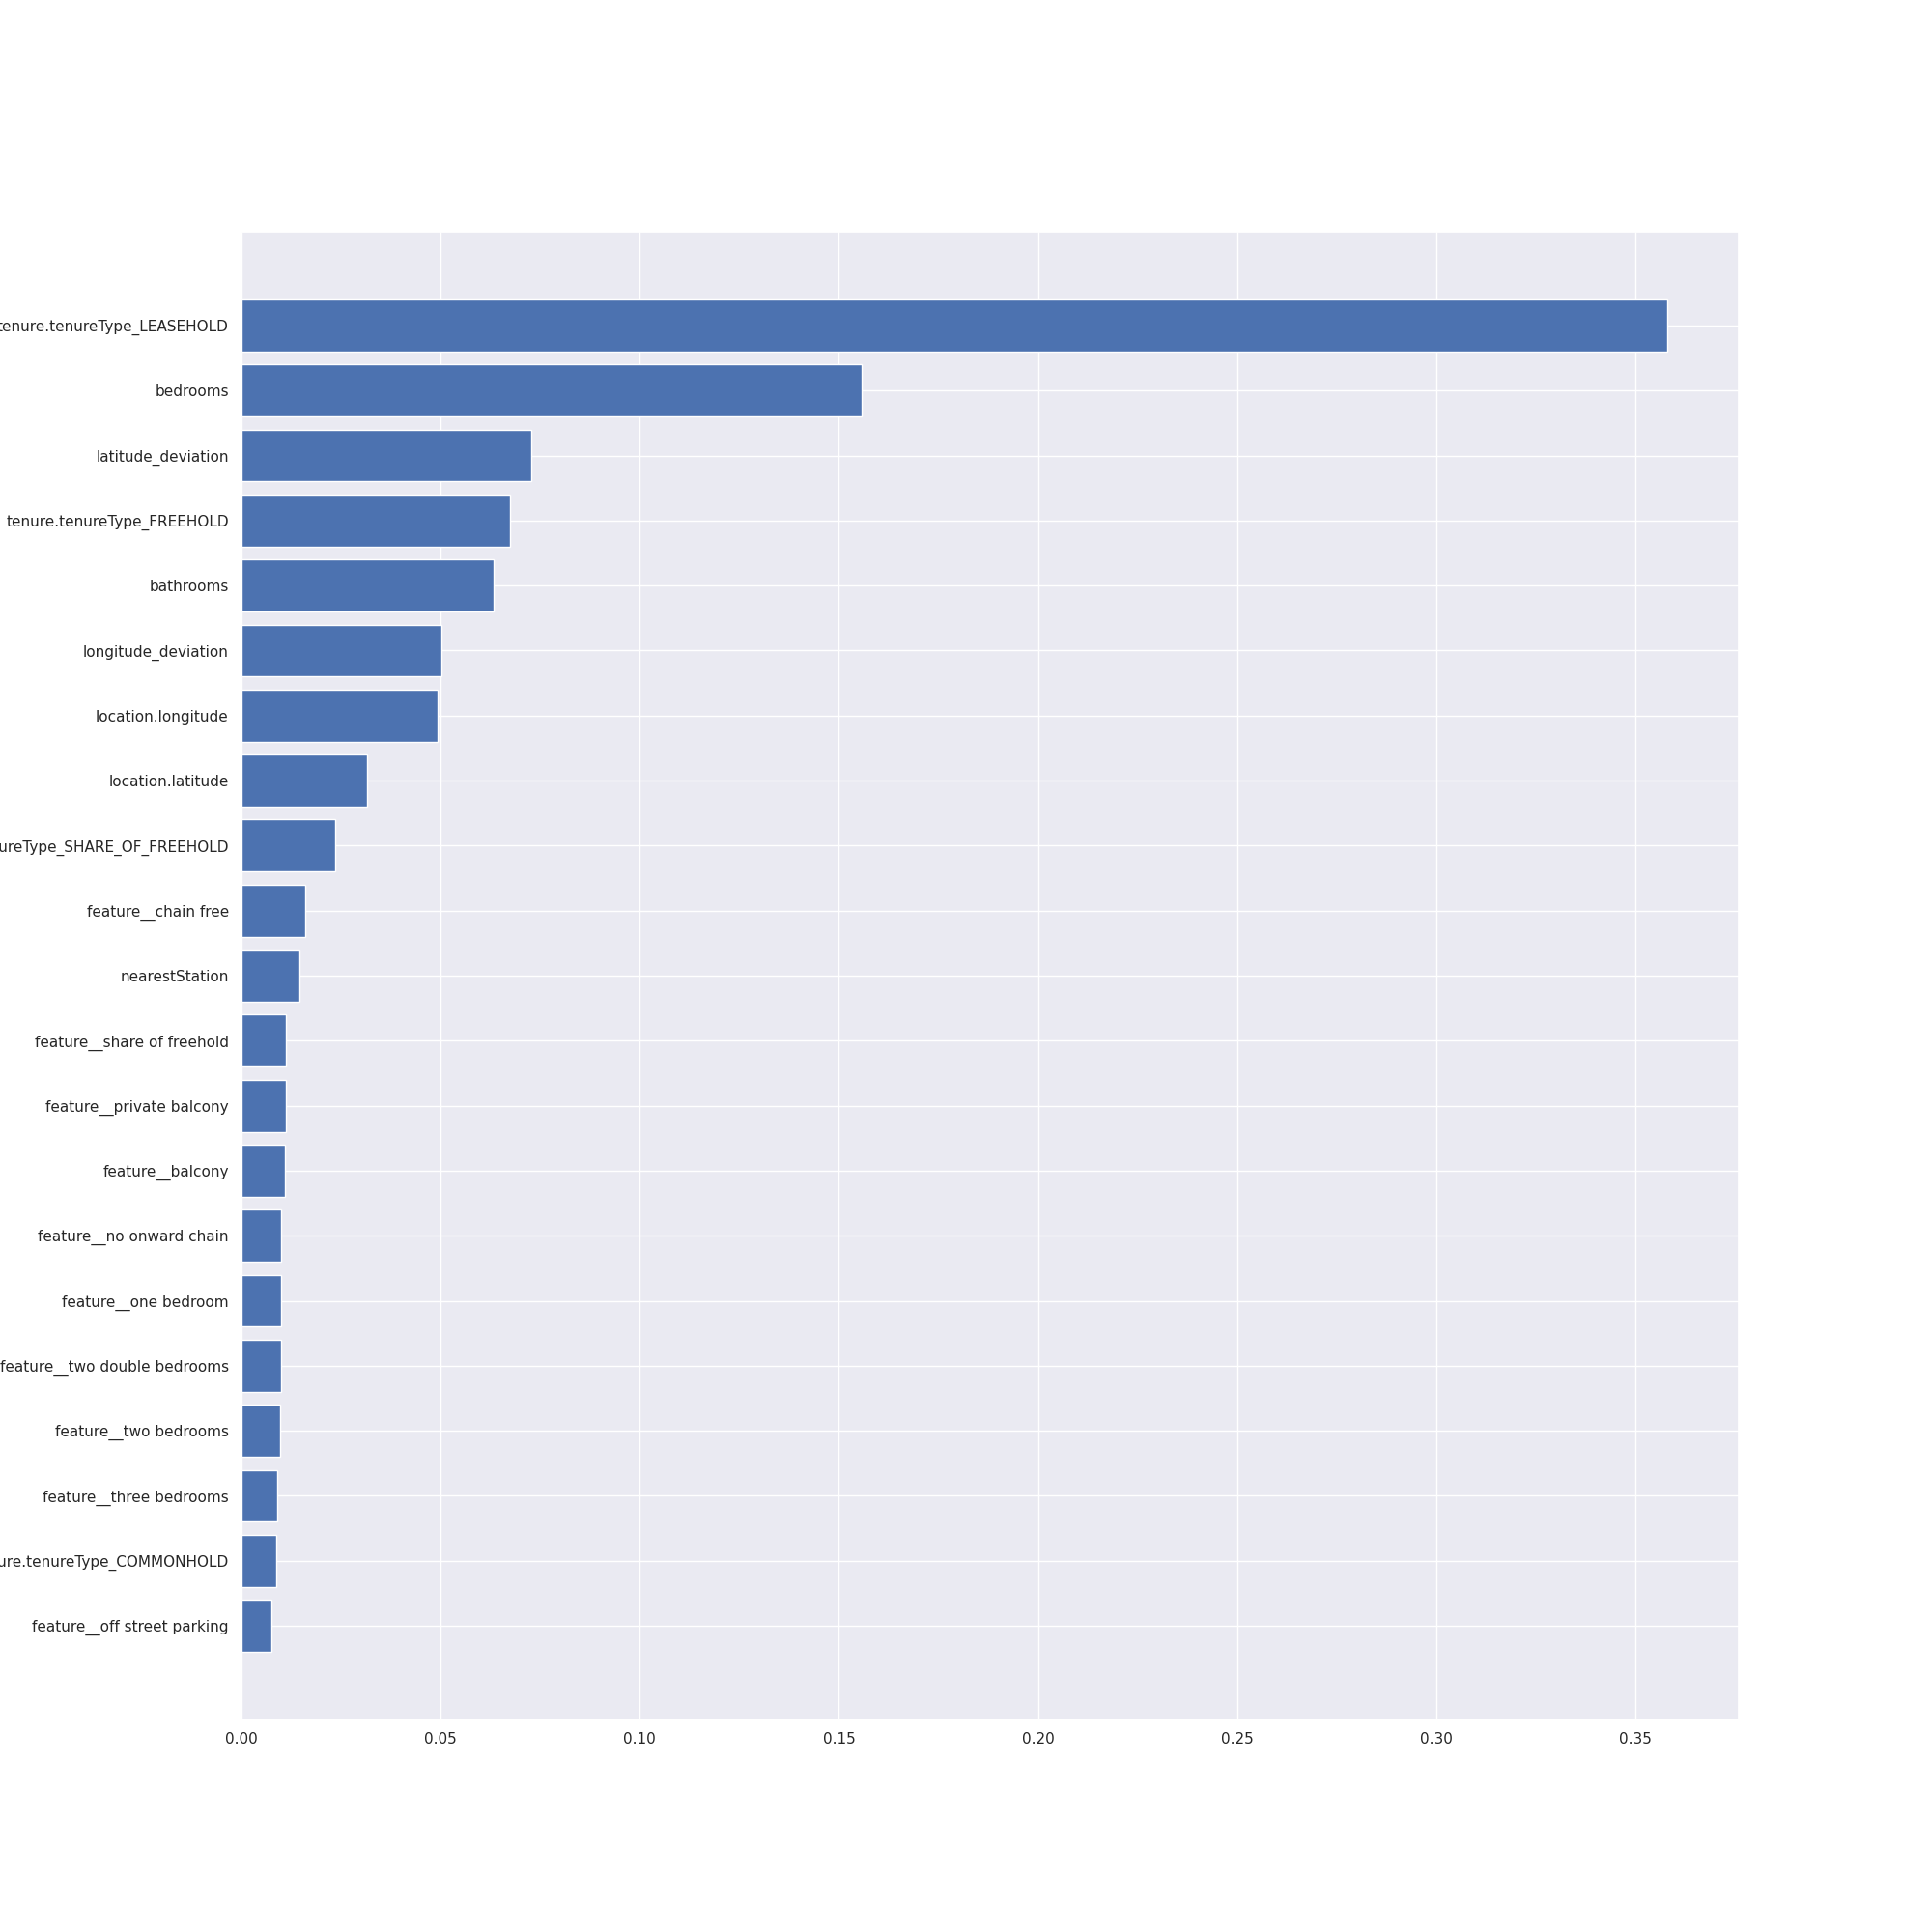 tenure.tenureType_LEASEHOLD
bedrooms
latitude_deviation
tenure.tenureType_FREEHOLD
bathrooms
longitude_deviation
location.longitude
location.latitude
ureType_SHARE_OF_FREEHOLD
feature__chain free
nearestStation
feature__share of freehold
feature__private balcony
feature__balcony
feature__no onward chain
feature__one bedroom
feature__two double bedrooms
feature__two bedrooms
feature__three bedrooms
ure.tenureType_COMMONHOLD
feature__off street parking
0.00 0.05 0.10 0.15 0.20 0.25 0.30 0.35